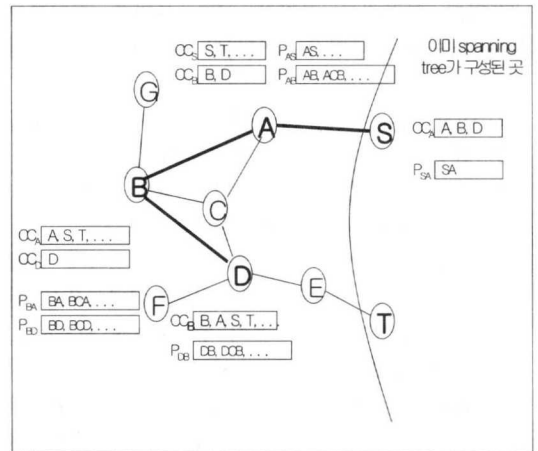 OC_S S, T, . . . P_AS AS, . . .
OC_B B, D P_AB AB, ACB, . . .
이미 spanning
tree가 구성된 곳
G
A
S
OC_A A, B, D
P_SA SA
B
C
OC_A A, S, T, . . .
OC_D D
D
E
P_BA BA, BCA, . . .
P_BD BD, BCD, . . .
F
OC_B B, A, S, T, . . .
T
P_DB DB, DCB, . . .